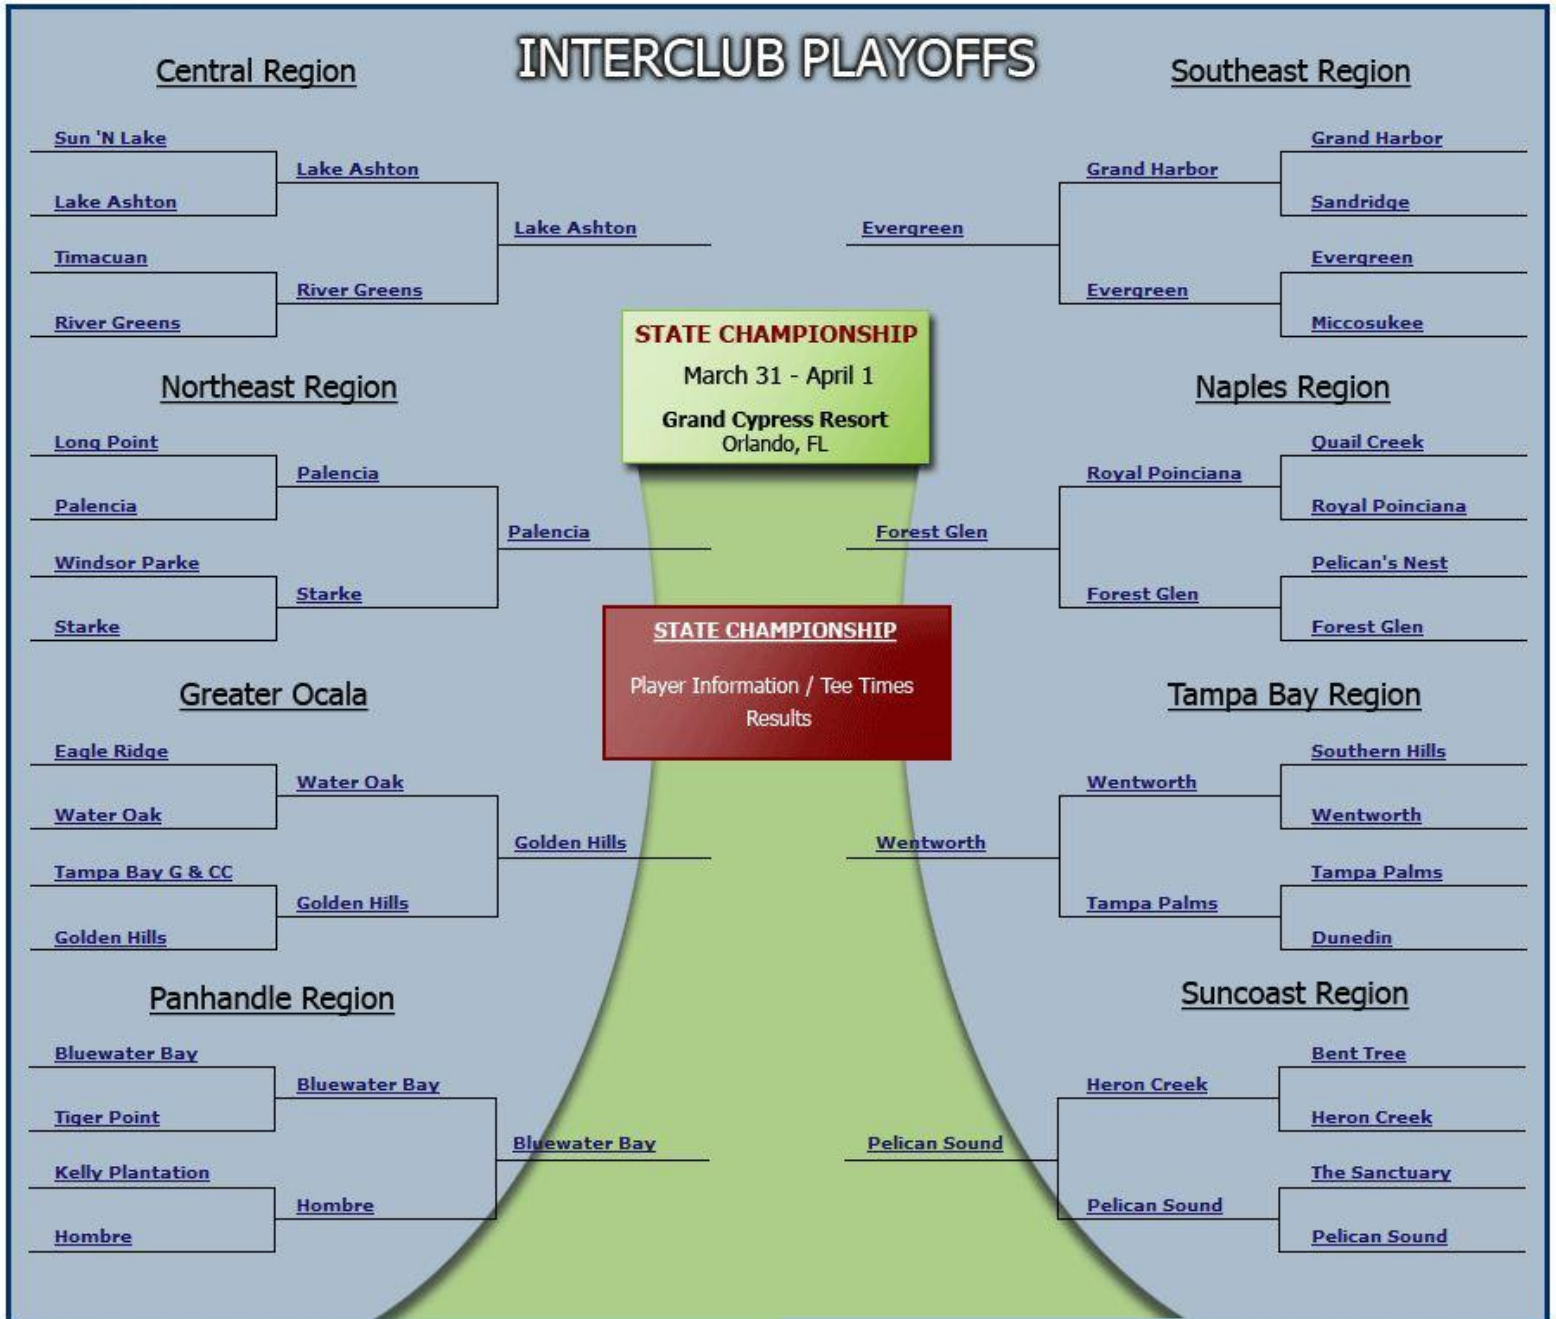 INTERCLUB PLAYOFFS
Central Region
Sun 'N Lake
Lake Ashton
Lake Ashton
Timacuan
River Greens
River Greens
Lake Ashton
Northeast Region
Long Point
Palencia
Palencia
Windsor Parke
Starke
Starke
Palencia
Greater Ocala
Eagle Ridge
Water Oak
Water Oak
Tampa Bay G & CC
Golden Hills
Golden Hills
Golden Hills
Panhandle Region
Bluewater Bay
Bluewater Bay
Tiger Point
Kelly Plantation
Hombre
Hombre
Bluewater Bay
STATE CHAMPIONSHIP
March 31 - April 1
Grand Cypress Resort
Orlando, FL
STATE CHAMPIONSHIP
Player Information / Tee Times
Results
Southeast Region
Grand Harbor
Grand Harbor
Sandridge
Evergreen
Evergreen
Evergreen
Miccosukee
Naples Region
Quail Creek
Royal Poinciana
Royal Poinciana
Forest Glen
Pelican's Nest
Forest Glen
Forest Glen
Tampa Bay Region
Southern Hills
Wentworth
Wentworth
Wentworth
Tampa Palms
Tampa Palms
Dunedin
Suncoast Region
Bent Tree
Heron Creek
Heron Creek
Pelican Sound
The Sanctuary
Pelican Sound
Pelican Sound